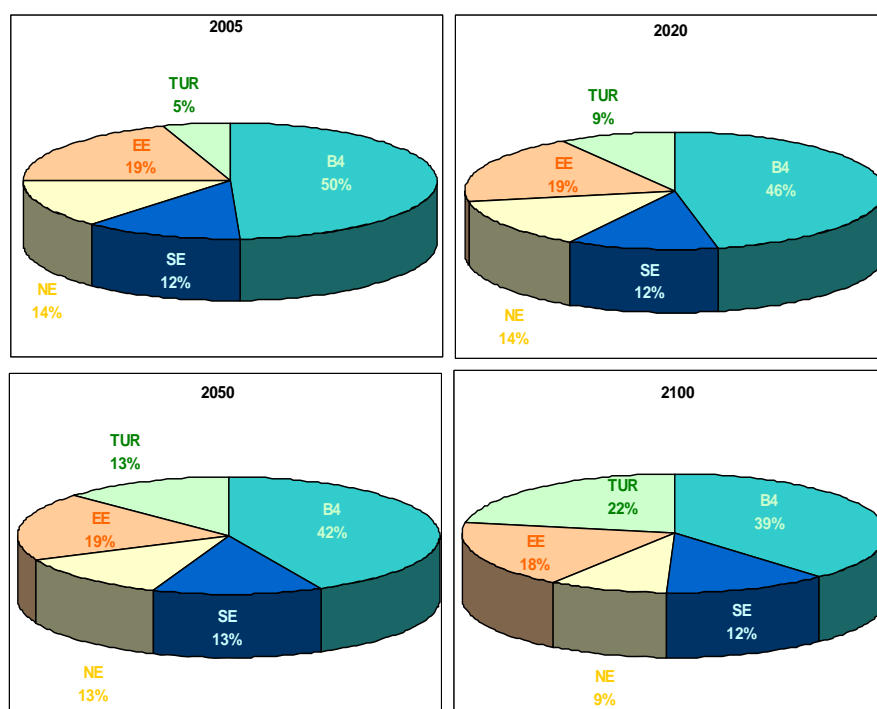 2005
TUR
5%
EE
19%
B4
50%
SE
12%
NE
14%
2020
TUR
9%
EE
19%
B4
46%
SE
12%
NE
14%
2050
TUR
13%
EE
19%
B4
42%
SE
13%
NE
13%
2100
TUR
22%
B4
39%
EE
18%
SE
12%
NE
9%